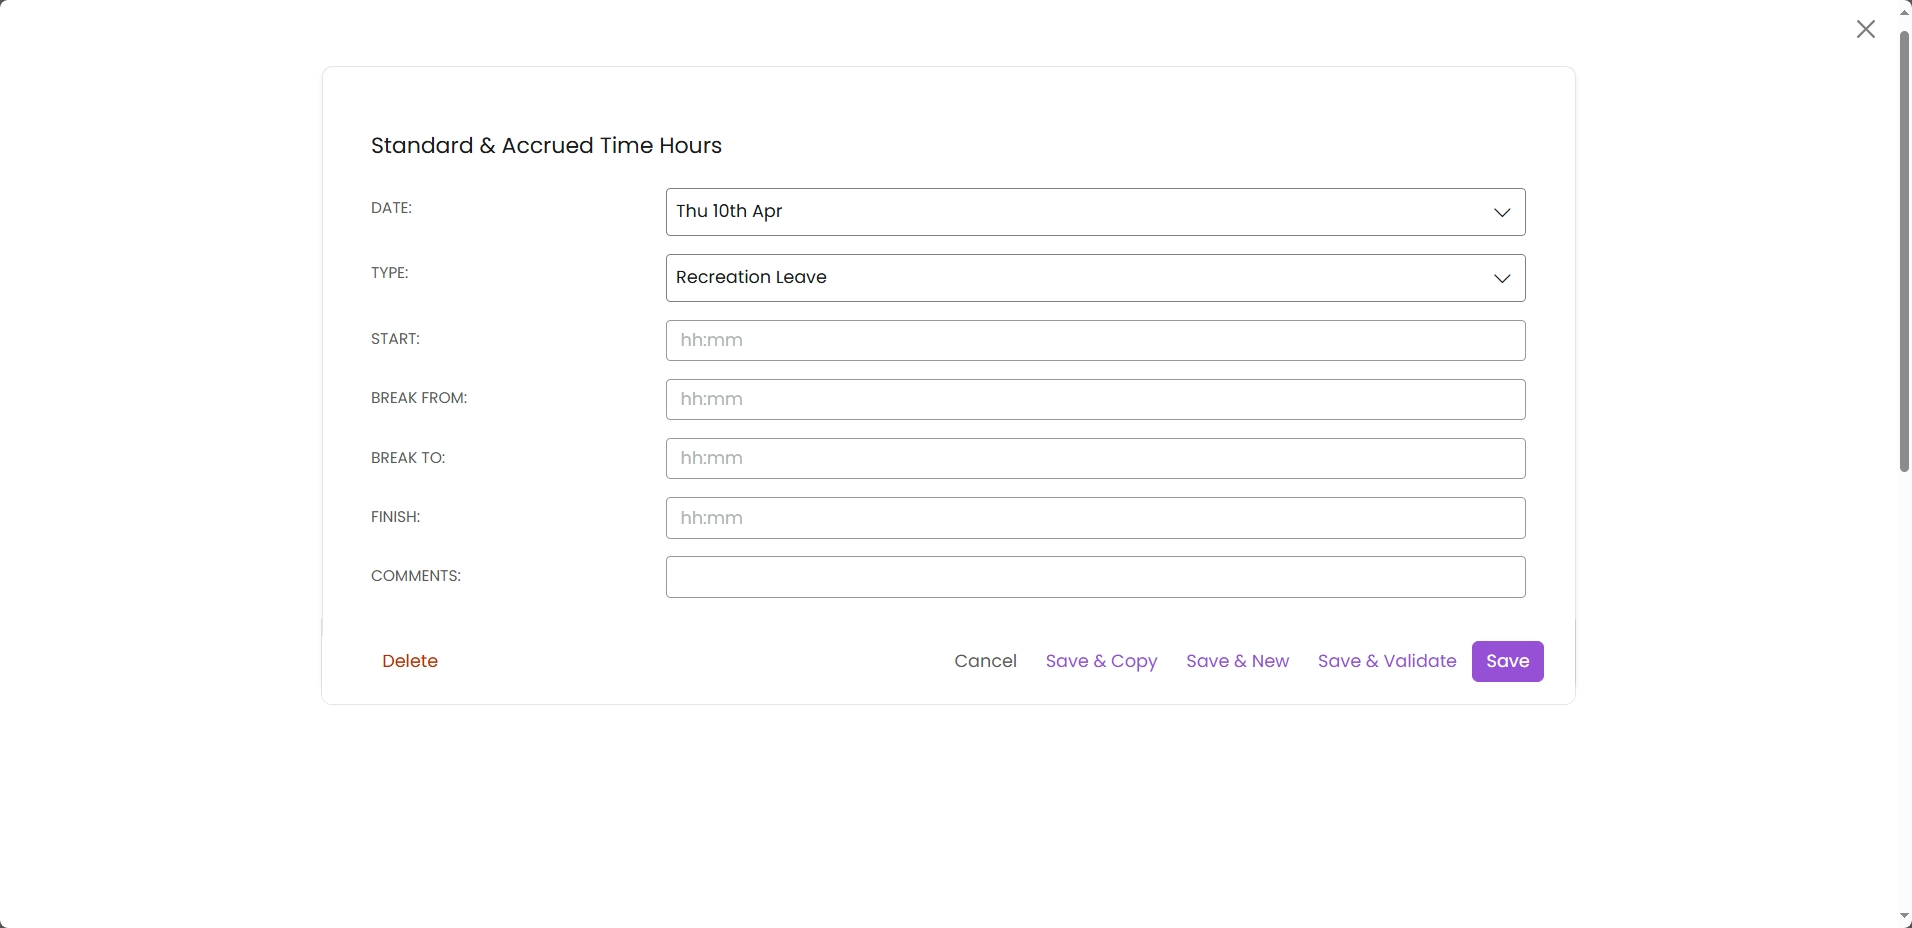 Standard & Accrued Time Hours
DATE:
Thu 10th Apr
TYPE:
Recreation Leave
START:
hh:mm
BREAK FROM:
hh:mm
BREAK TO:
hh:mm
FINISH:
hh:mm
COMMENTS:
Delete
Cancel
Save & Copy
Save & New
Save & Validate
Save